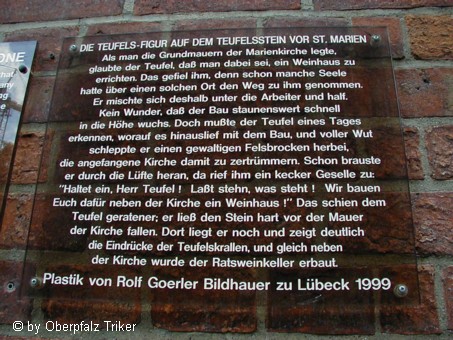 DIE TEUFELS-FIGUR AUF DEM TEUFELSSTEIN VOR ST. MARIEN
Als man die Grundmauern der Marienkirche legte,
glaubte der Teufel, daß man dabei sei, ein Weinhaus zu
errichten. Das gefiel ihm, denn schon manche Seele
hatte über einen solchen Ort den Weg zu ihm genommen.
Er mischte sich deshalb unter die Arbeiter und half.
Kein Wunder, daß der Bau staunenswert schnell
in die Höhe wuchs. Doch mußte der Teufel eines Tages
erkennen, worauf es hinauslief mit dem Bau, und voller Wut
schleppte er einen gewaltigen Felsbrocken herbei,
die angefangene Kirche damit zu zertrümmern. Schon brauste
er durch die Lüfte heran, da rief ihm ein kecker Geselle zu:
"Haltet ein, Herr Teufel ! Laßt stehn, was steht ! Wir bauen
Euch dafür neben der Kirche ein Weinhaus !" Das schien dem
Teufel geratener; er ließ den Stein hart vor der Mauer
der Kirche fallen. Dort liegt er noch und zeigt deutlich
die Eindrücke der Teufelskrallen, und gleich neben
der Kirche wurde der Ratsweinkeller erbaut.
Plastik von Rolf Goerler Bildhauer zu Lübeck 1999
© by Oberpfalz Triker
ONE
that